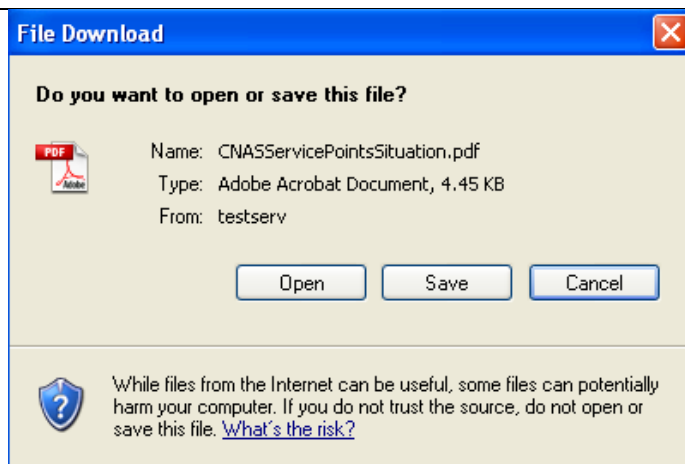 File Download
Do you want to open or save this file?
PDF
Adobe
Name: CNASServicePointsSituation.pdf
Type: Adobe Acrobat Document, 4.45 KB
From: testserv
Open Save Cancel
While files from the Internet can be useful, some files can potentially
harm your computer. If you do not trust the source, do not open or
save this file. What's the risk?